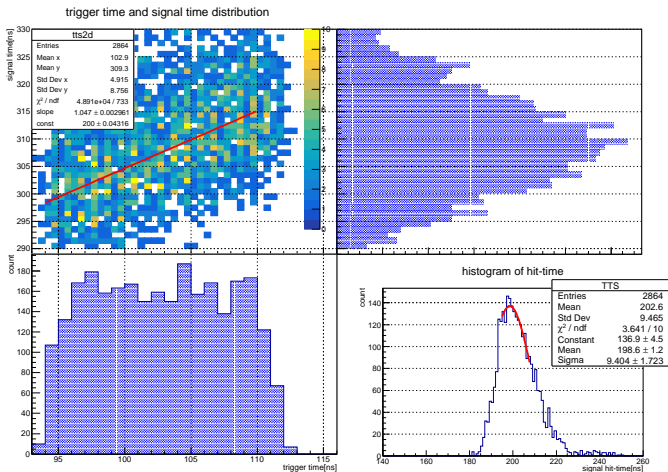 trigger time and signal time distribution
signal time[ns]
330
325
320
315
310
305
300
295
290
tts2d
Entries 2864
Mean x 102.9
Mean y 309.3
Std Dev x 4.915
Std Dev y 8.756
χ² / ndf 4.891e+04 / 733
slope 1.047 ± 0.002961
const 200 ± 0.04316
10
9
8
7
6
5
4
3
2
1
0
count
180
160
140
120
100
80
60
40
20
0
95 100 105 110 115
trigger time[ns]
histogram of hit-time
count
140
120
100
80
60
40
20
0
TTS
Entries 2864
Mean 202.6
Std Dev 9.465
χ² / ndf 3.641 / 10
Constant 136.9 ± 4.5
Mean 198.6 ± 1.2
Sigma 9.404 ± 1.723
140 160 180 200 220 240 260
signal hit-time[ns]